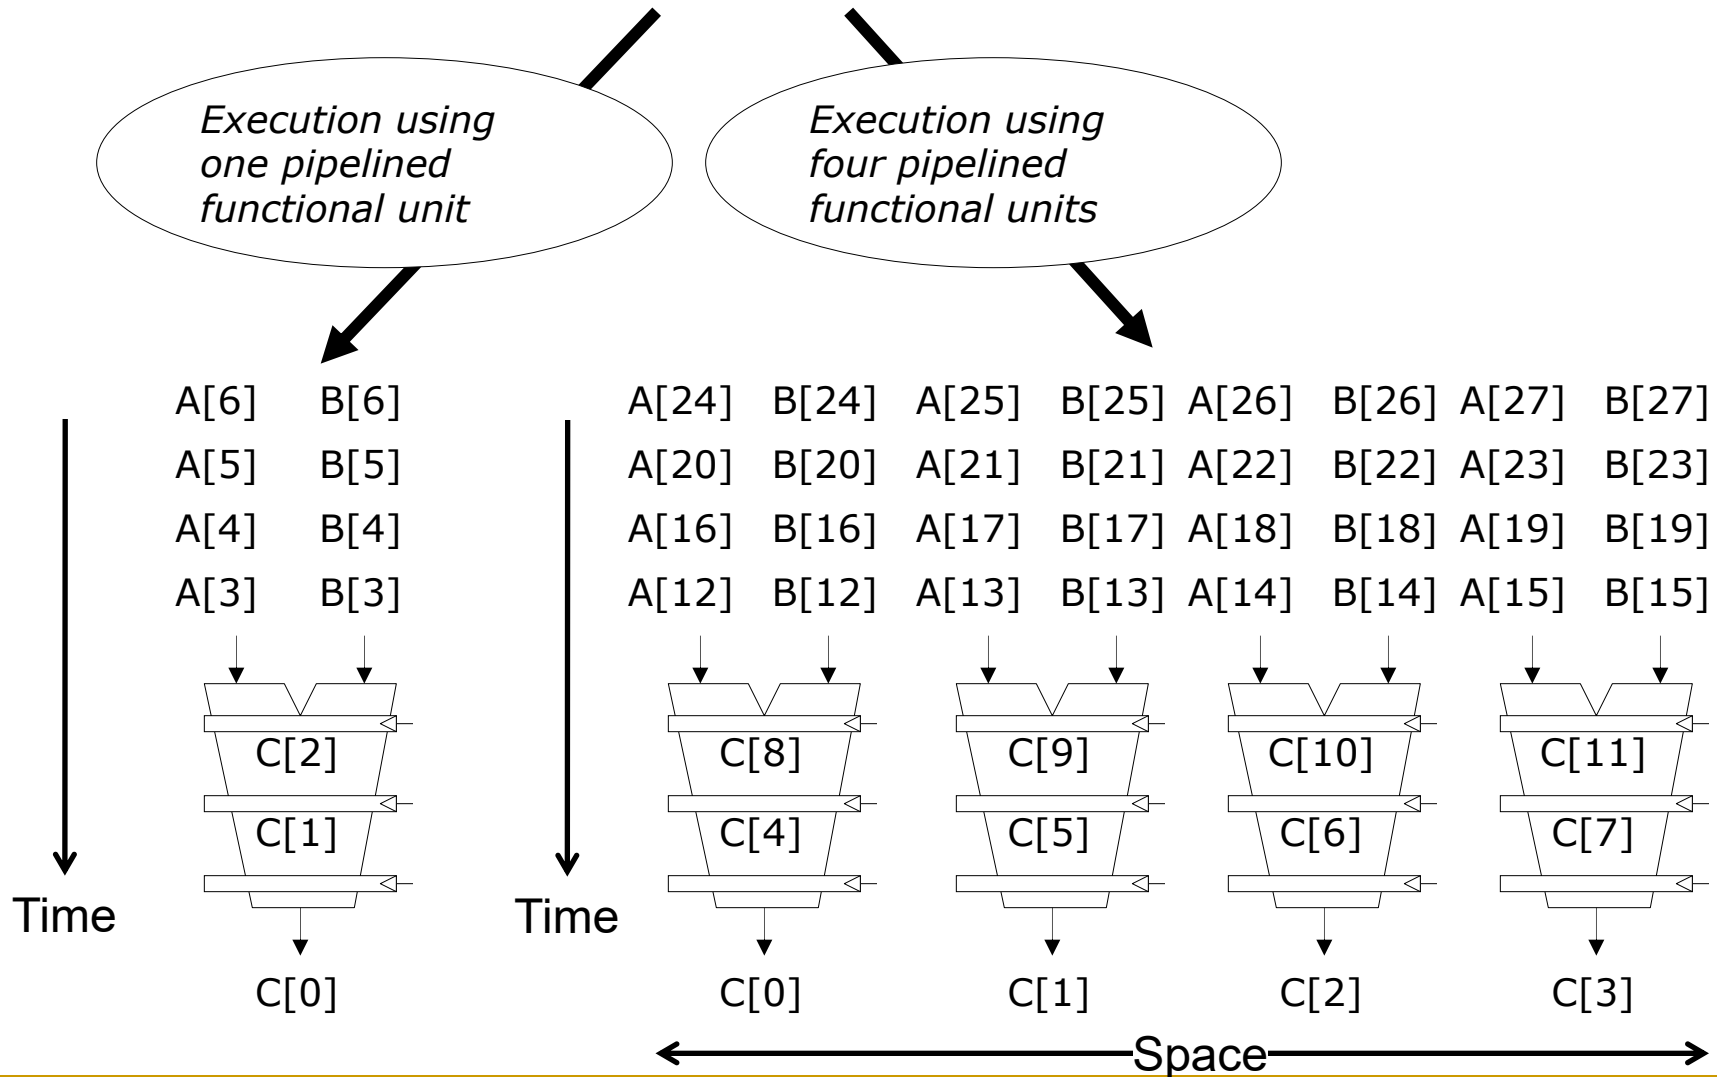 Execution using
one pipelined
functional unit
Execution using
four pipelined
functional units
A[6] B[6] A[24] B[24] A[25] B[25] A[26] B[26] A[27] B[27]
A[5] B[5] A[20] B[20] A[21] B[21] A[22] B[22] A[23] B[23]
A[4] B[4] A[16] B[16] A[17] B[17] A[18] B[18] A[19] B[19]
A[3] B[3] A[12] B[12] A[13] B[13] A[14] B[14] A[15] B[15]
C[2] C[8] C[9] C[10] C[11]
C[1] C[4] C[5] C[6] C[7]
Time Time
C[0] C[0] C[1] C[2] C[3]
Space